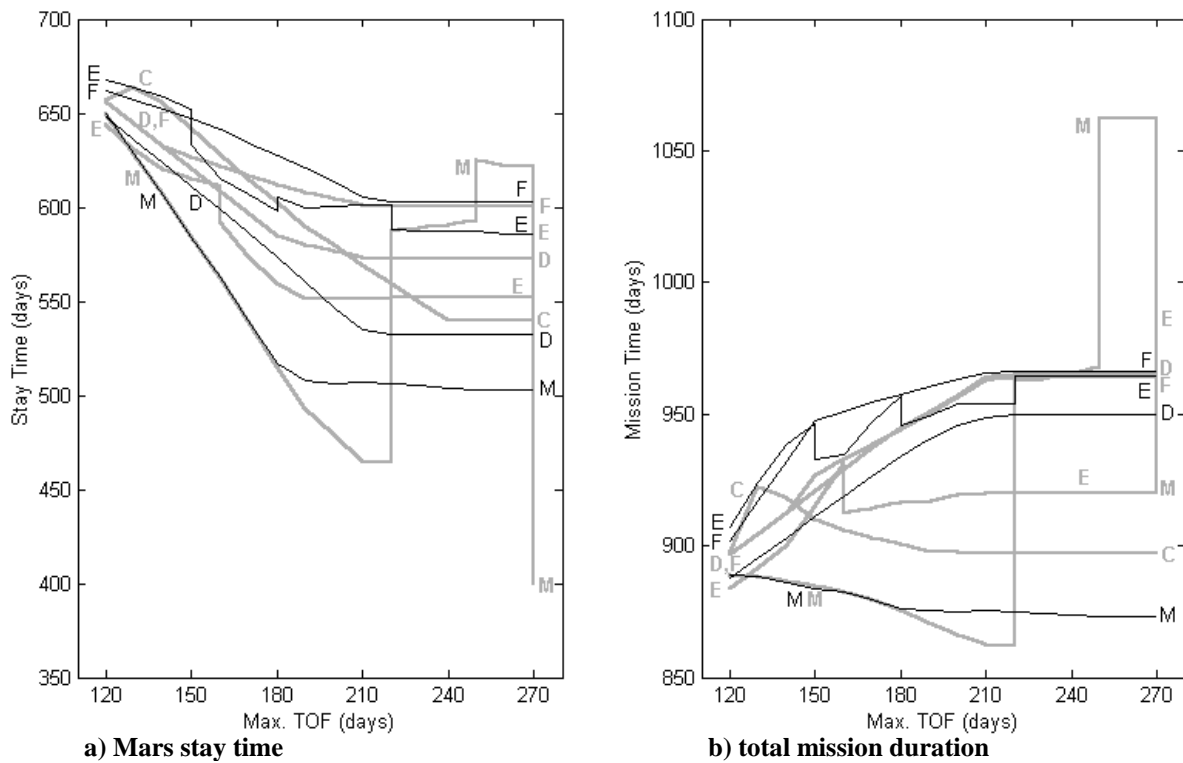 700
650
600
550
500
450
400
350
Stay Time (days)
120 150 180 210 240 270
Max. TOF (days)
E
F
C
D,F
E
M
M
D
M
F
F
E
E
D
E
C
D
M
M
a) Mars stay time
1100
1050
1000
950
900
850
Mission Time (days)
120 150 180 210 240 270
Max. TOF (days)
M
E
F
D
F
E
D
E
M
C
E
F
D,F
E
C
M M
M
b) total mission duration